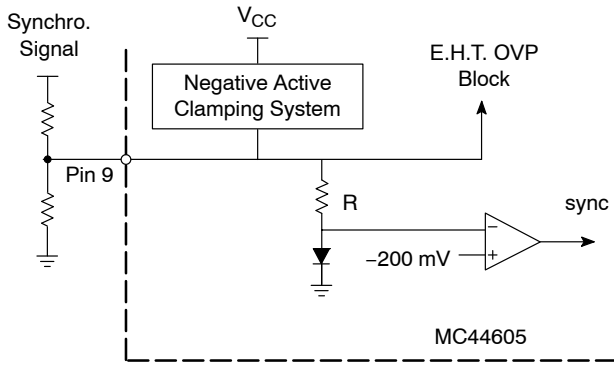 Synchro.
Signal
VCC
Negative Active
Clamping System
E.H.T. OVP
Block
Pin 9
R
sync
−
−200 mV
+
MC44605